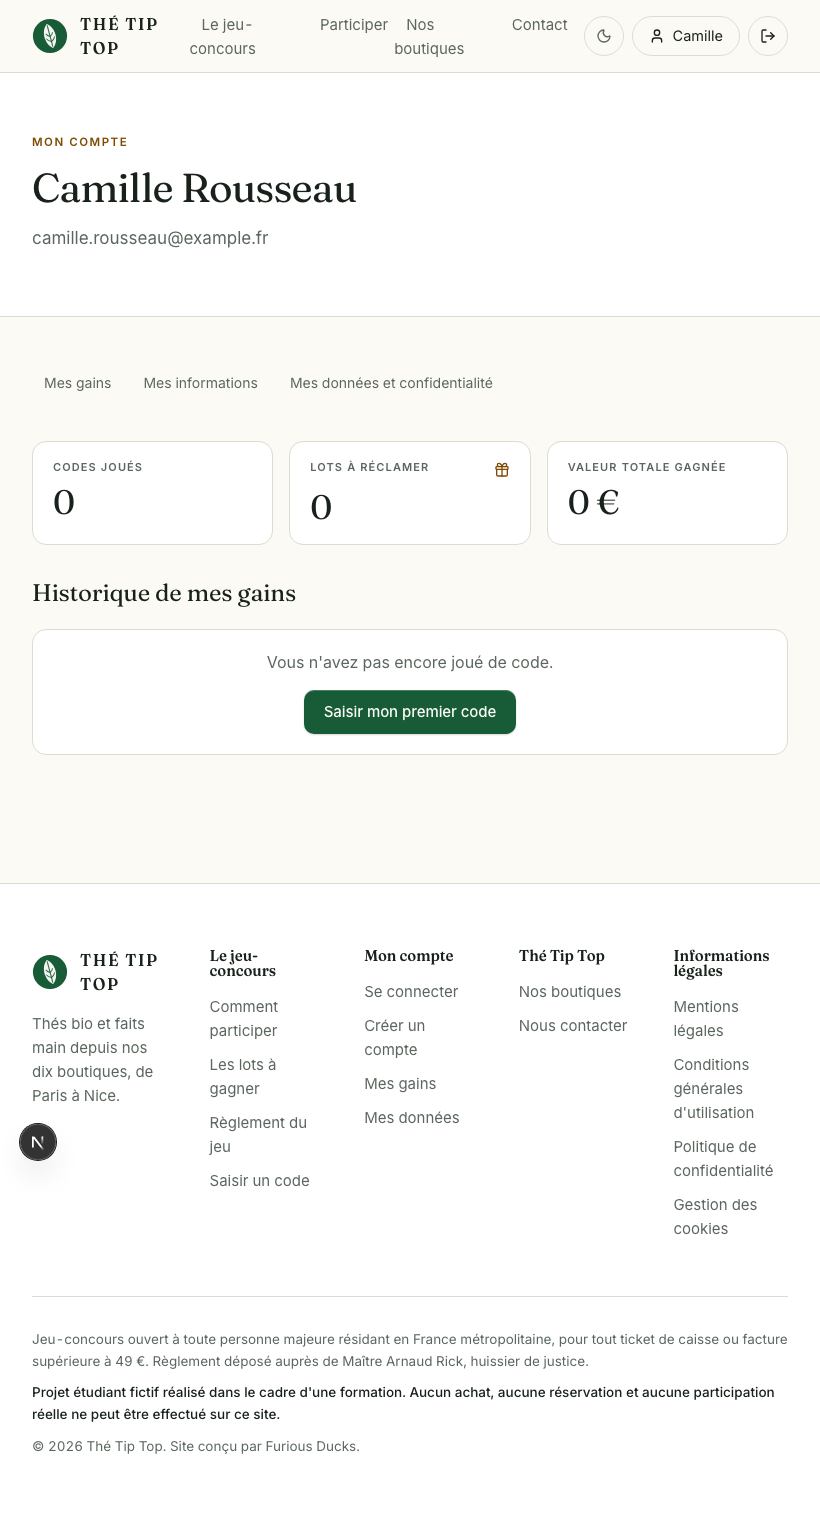 THÉ TIP
TOP
Le jeu-
concours
Participer
Nos
boutiques
Contact
Camille
MON COMPTE
Camille Rousseau
camille.rousseau@example.fr
Mes gains
Mes informations
Mes données et confidentialité
CODES JOUÉS
0
LOTS À RÉCLAMER
0
VALEUR TOTALE GAGNÉE
0 €
Historique de mes gains
Vous n'avez pas encore joué de code.
Saisir mon premier code
THÉ TIP
TOP
Thés bio et faits
main depuis nos
dix boutiques, de
Paris à Nice.
N
Le jeu-
concours
Comment
participer
Les lots à
gagner
Règlement du
jeu
Saisir un code
Mon compte
Se connecter
Créer un
compte
Mes gains
Mes données
Thé Tip Top
Nos boutiques
Nous contacter
Informations
légales
Mentions
légales
Conditions
générales
d'utilisation
Politique de
confidentialité
Gestion des
cookies
Jeu-concours ouvert à toute personne majeure résidant en France métropolitaine, pour tout ticket de caisse ou facture
supérieure à 49 €. Règlement déposé auprès de Maître Arnaud Rick, huissier de justice.
Projet étudiant fictif réalisé dans le cadre d'une formation. Aucun achat, aucune réservation et aucune participation
réelle ne peut être effectué sur ce site.
© 2026 Thé Tip Top. Site conçu par Furious Ducks.